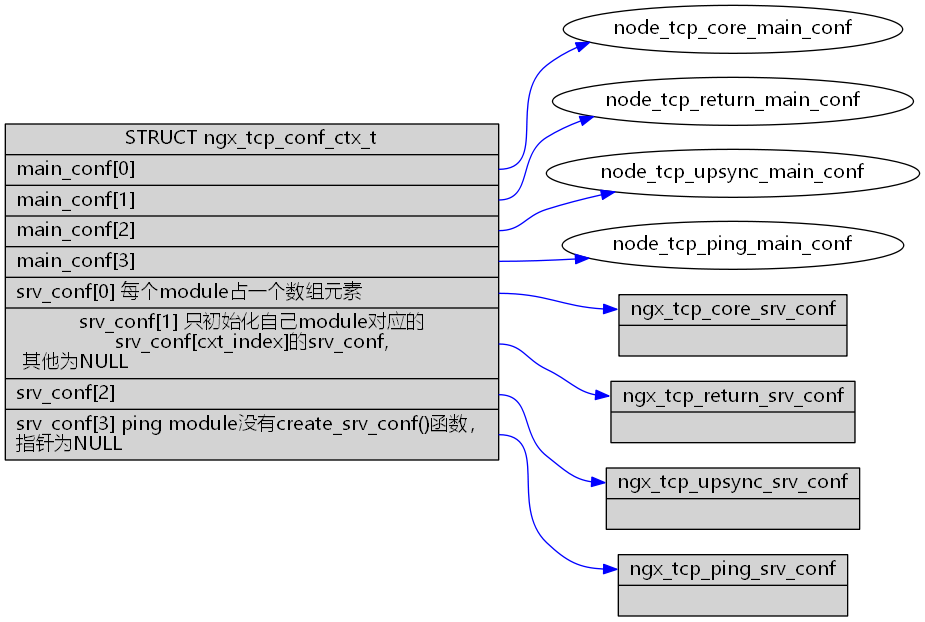 STRUCT ngx_tcp_conf_ctx_t
main_conf[0]
main_conf[1]
main_conf[2]
main_conf[3]
srv_conf[0] 每个module占一个数组元素
srv_conf[1] 只初始化自己module对应的
srv_conf[cxt_index]的srv_conf,
其他为NULL
srv_conf[2]
srv_conf[3] ping module没有create_srv_conf()函数，
指针为NULL
node_tcp_core_main_conf
node_tcp_return_main_conf
node_tcp_upsync_main_conf
node_tcp_ping_main_conf
ngx_tcp_core_srv_conf
ngx_tcp_return_srv_conf
ngx_tcp_upsync_srv_conf
ngx_tcp_ping_srv_conf